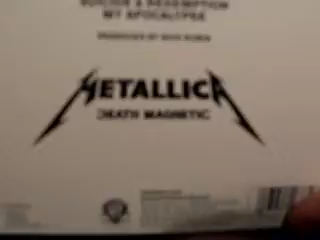 SUICIDE & REDEMPTION
MY APOCALYPSE
PRODUCED BY RICK RUBIN
METALLICA
DEATH MAGNETIC